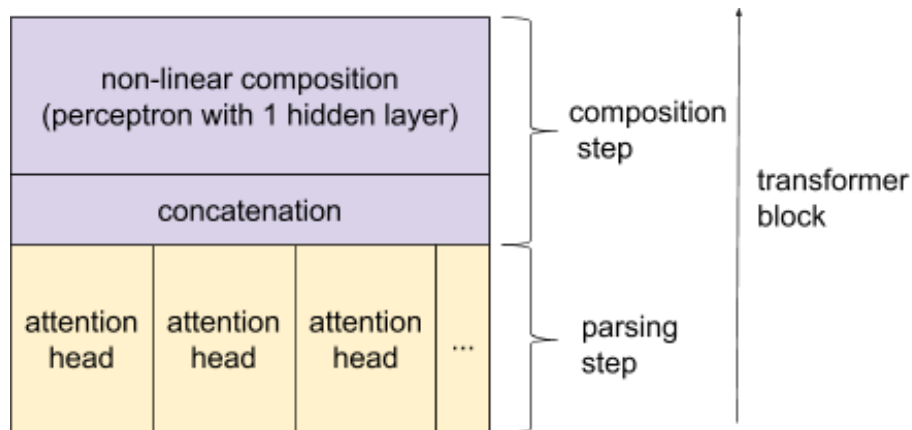 non-linear composition
(perceptron with 1 hidden layer)
composition
step
transformer
block
concatenation
attention
head
attention
head
attention
head
...
parsing
step